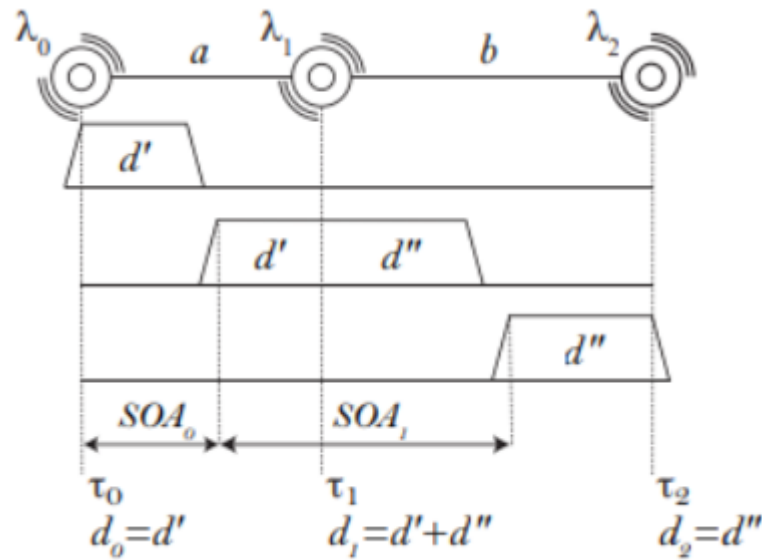 λ₀ a λ₁ b λ₂
d'
d' d''
d''
SOA₀ SOA₁
τ₀ τ₁ τ₂
d₀=d' d₁=d'+d'' d₂=d''